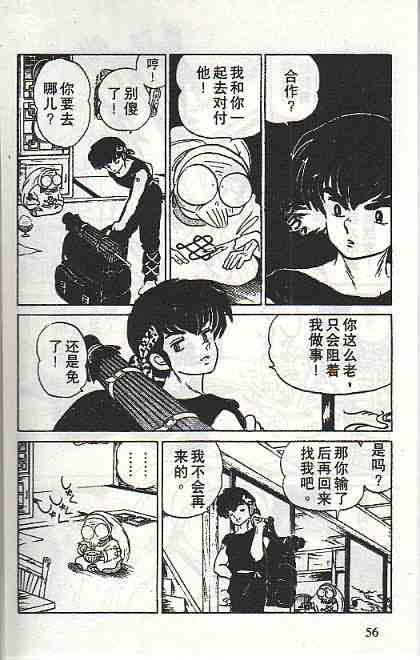 合作？
我和你一
起去对付
他！
哼！
别傻
了！
你要去
哪儿？
你这么老，
只会阻着
我做事！
还是免
了！
是吗？
那你输了
后再回来
找我吧。
我不会再
来的。
………
56